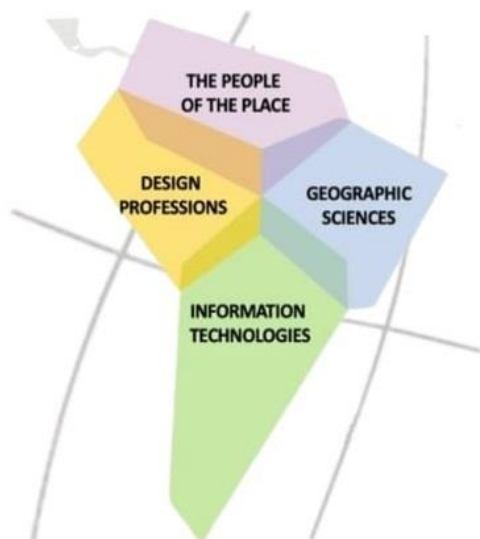 THE PEOPLE
OF THE PLACE
DESIGN
PROFESSIONS
GEOGRAPHIC
SCIENCES
INFORMATION
TECHNOLOGIES